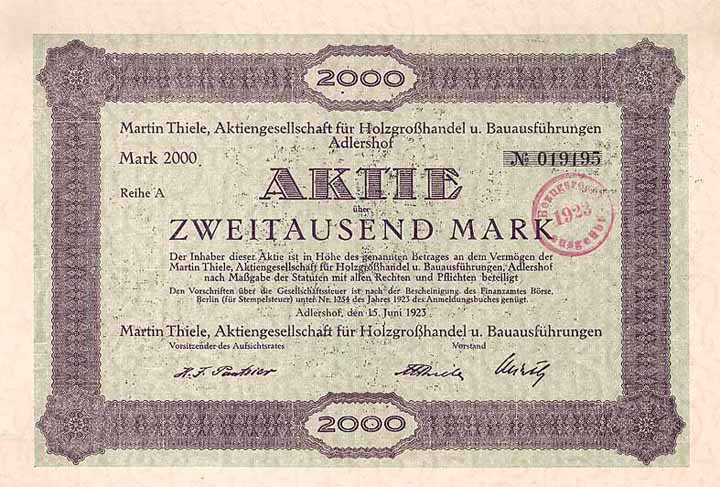 2000
Martin Thiele, Aktiengesellschaft für Holzgroßhandel u. Bauausführungen
Adlershof
Mark 2000
№ 019195
Reihe A
AKTIE
über
ZWEITAUSEND MARK
1923
Der Inhaber dieser Aktie ist in Höhe des genannten Betrages an dem Vermögen der
Martin Thiele, Aktiengesellschaft für Holzgroßhandel u. Bauausführungen, Adlershof
nach Maßgabe der Statuten mit allen Rechten und Pflichten beteiligt
Den Vorschriften über die Gesellschaftssteuer ist nach der Bescheinigung des Finanzamtes Börse,
Berlin (für Stempelsteuer) unter Nr. 1254 des Jahres 1923 des Anmeldungsbuches genügt.
Adlershof, den 15. Juni 1923
Martin Thiele, Aktiengesellschaft für Holzgroßhandel u. Bauausführungen
Vorsitzender des Aufsichtsrates Vorstand
2000